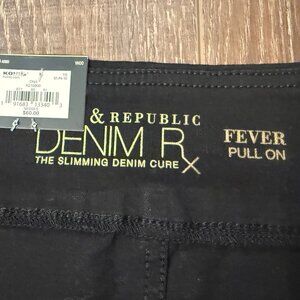 & REPUBLIC
DENIM Rx
THE SLIMMING DENIM CURE
FEVER
PULL ON
$60.00